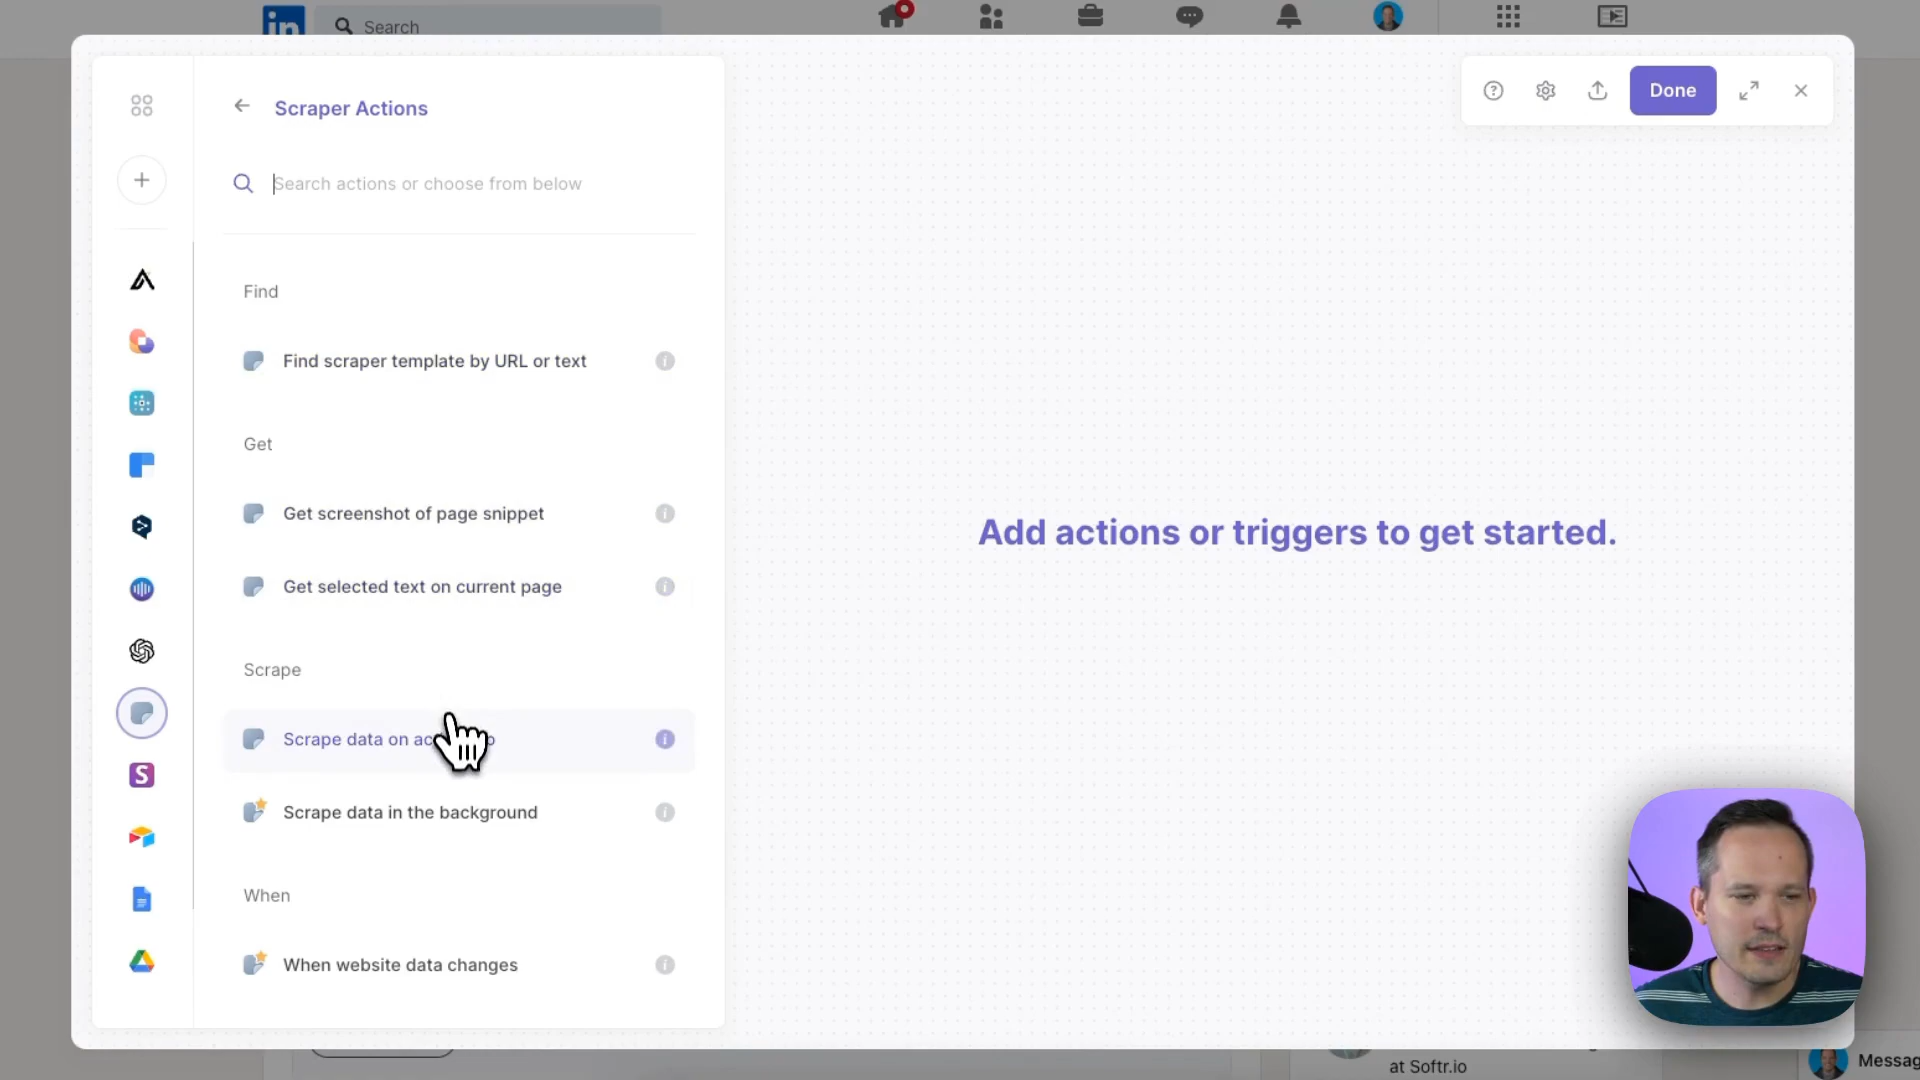 in
Search
Scraper Actions
Done
Search actions or choose from below
Find
Find scraper template by URL or text
Get
Get screenshot of page snippet
Get selected text on current page
Scrape
Scrape data on
Scrape data in the background
When
When website data changes
Add actions or triggers to get started.
at Softr.io
Messag